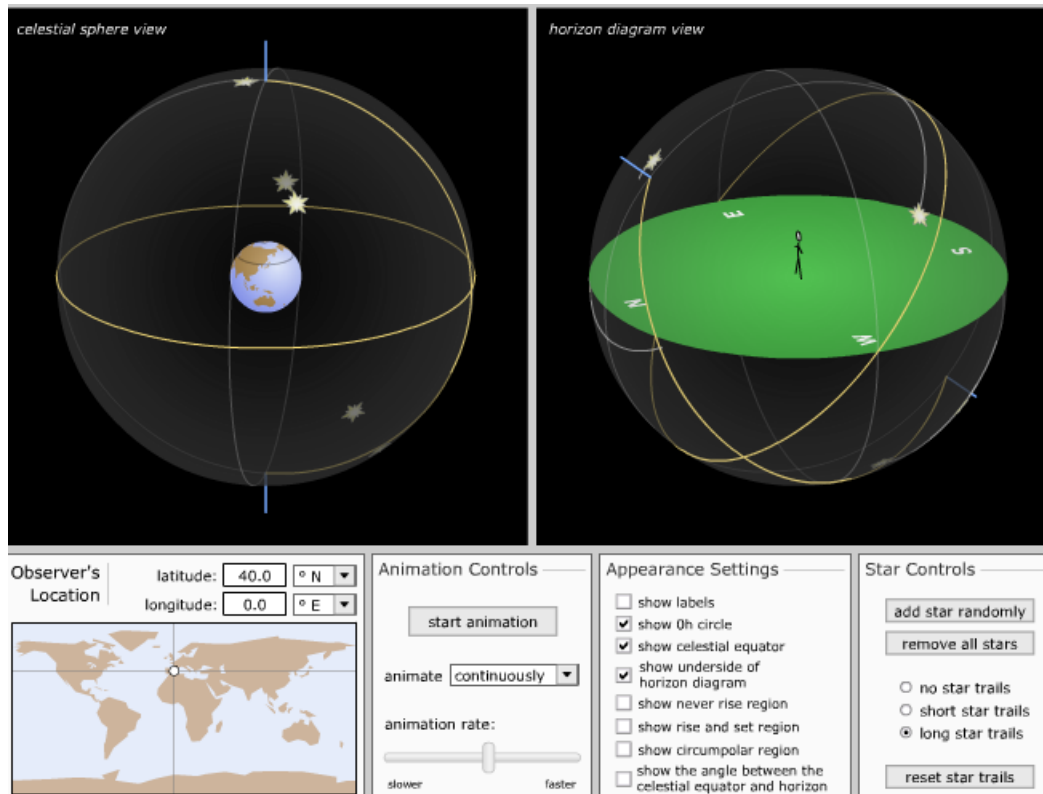 celestial sphere view
horizon diagram view
E
S
N
W
Observer's
Location
latitude: 40.0 ° N
longitude: 0.0 ° E
Animation Controls
start animation
animate continuously
animation rate:
slower faster
Appearance Settings
show labels
show 0h circle
show celestial equator
show underside of
horizon diagram
show never rise region
show rise and set region
show circumpolar region
show the angle between the
celestial equator and horizon
Star Controls
add star randomly
remove all stars
no star trails
short star trails
long star trails
reset star trails